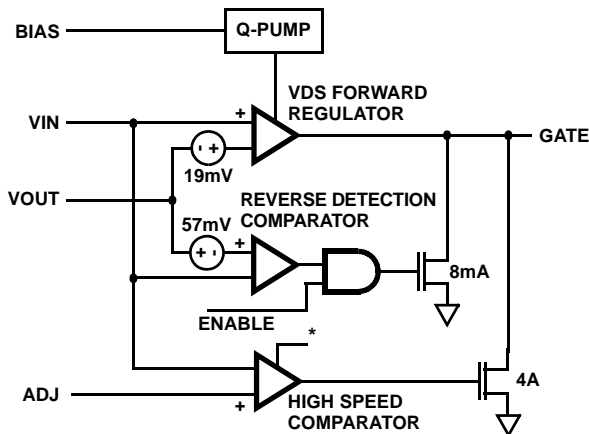 BIAS
Q-PUMP
VDS FORWARD
REGULATOR
VIN
+
GATE
- +
19mV
VOUT
REVERSE DETECTION
COMPARATOR
57mV
+ -
+
8mA
ENABLE
*
4A
ADJ
+
HIGH SPEED
COMPARATOR